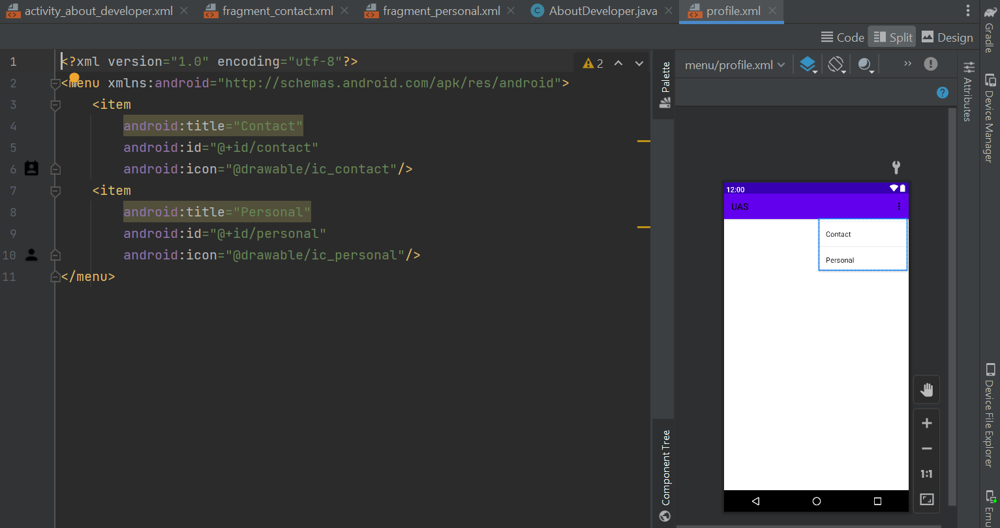 activity_about_developer.xml fragment_contact.xml fragment_personal.xml AboutDeveloper.java profile.xml
Code Split Design
1 <?xml version="1.0" encoding="utf-8"?>
2 <menu xmlns:android="http://schemas.android.com/apk/res/android">
3 <item
4 android:title="Contact"
5 android:id="@+id/contact"
6 android:icon="@drawable/ic_contact"/>
7 <item
8 android:title="Personal"
9 android:id="@+id/personal"
10 android:icon="@drawable/ic_personal"/>
11 </menu>
2
Palette
Component Tree
menu/profile.xml
12:00
UAS
Contact
Personal
1:1
Attributes
Gradle
Device Manager
Device File Explorer
Emu